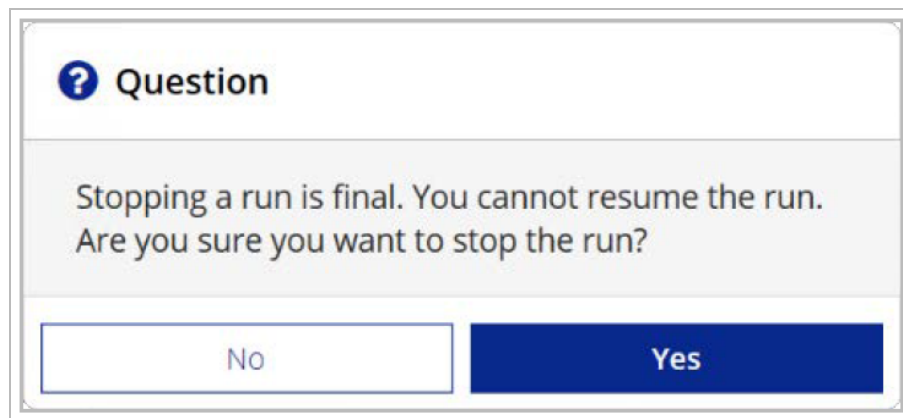 Question
Stopping a run is final. You cannot resume the run.
Are you sure you want to stop the run?
No
Yes